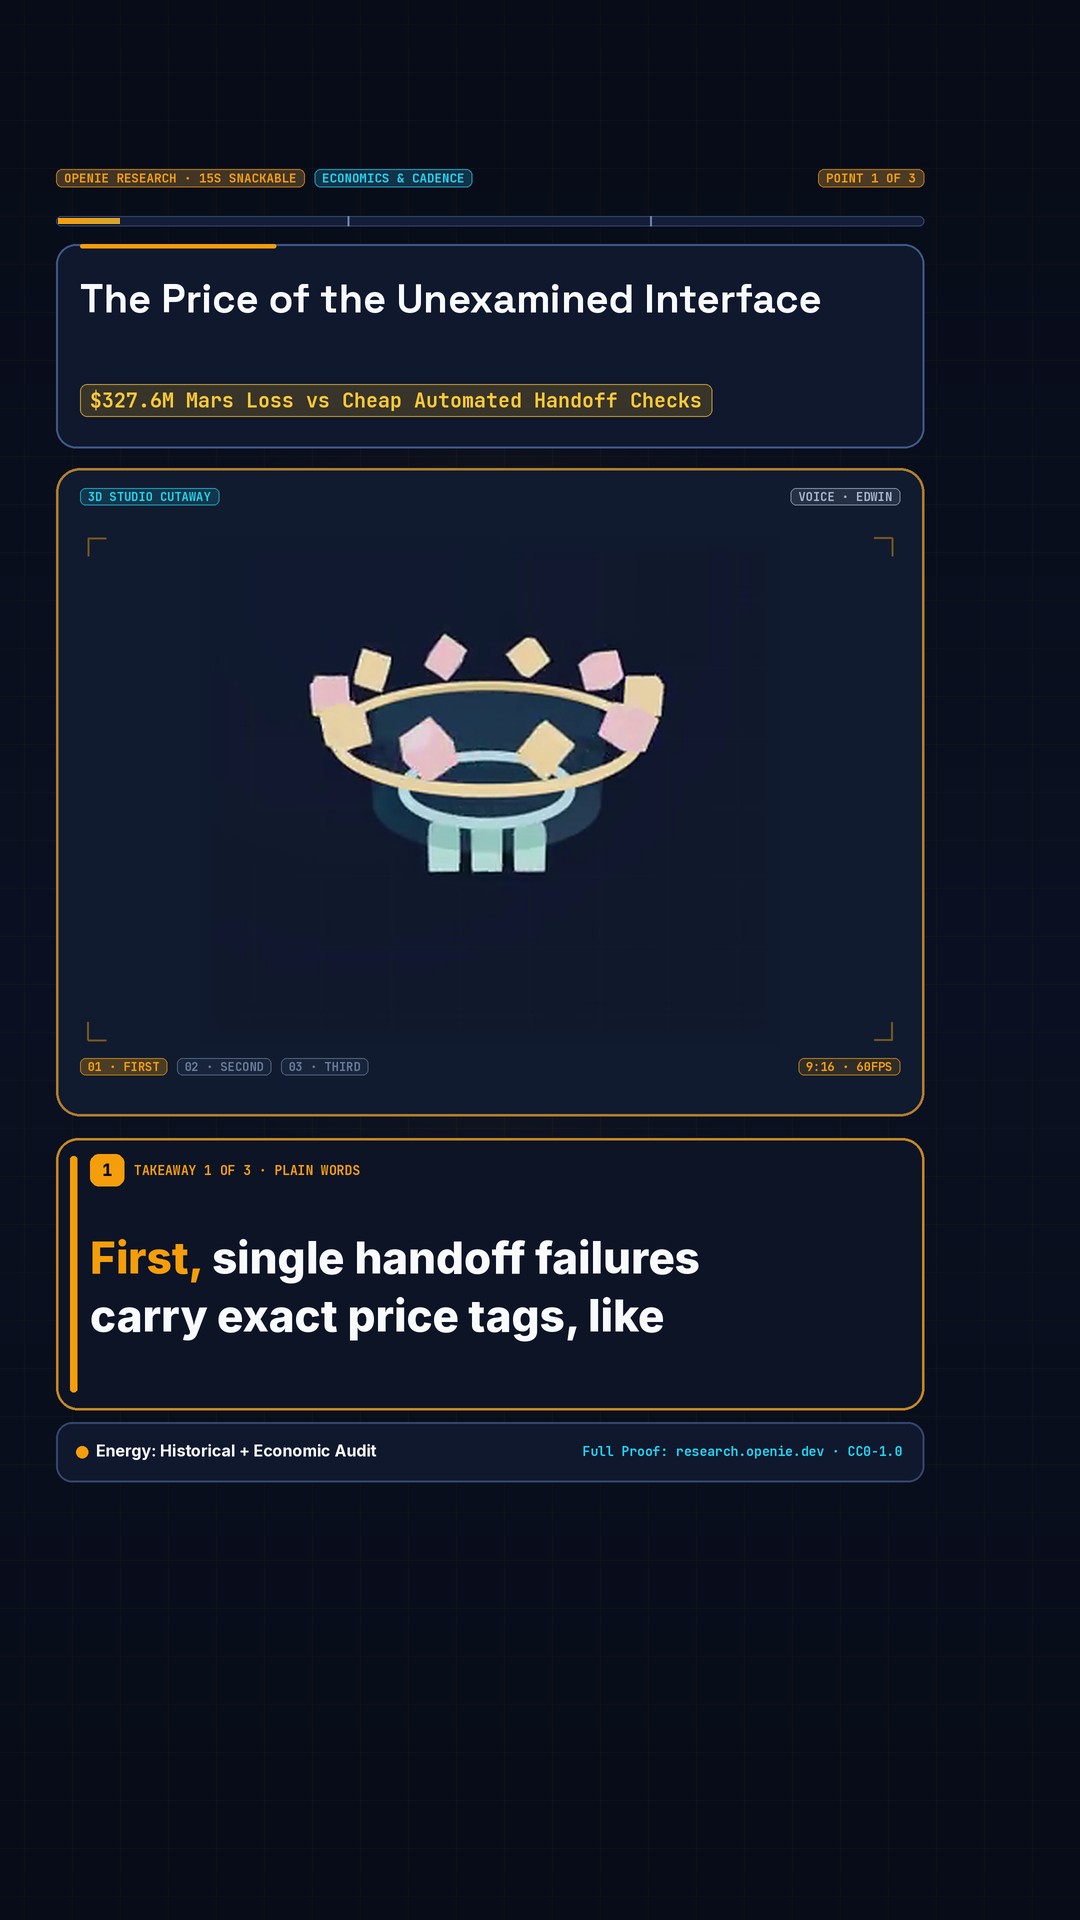 OPENIE RESEARCH · 15S SNACKABLE
ECONOMICS & CADENCE
POINT 1 OF 3
The Price of the Unexamined Interface
$327.6M Mars Loss vs Cheap Automated Handoff Checks
3D STUDIO CUTAWAY
VOICE · EDWIN
01 · FIRST
02 · SECOND
03 · THIRD
9:16 · 60FPS
1
TAKEAWAY 1 OF 3 · PLAIN WORDS
First, single handoff failures
carry exact price tags, like
Energy: Historical + Economic Audit
Full Proof: research.openie.dev · CC0-1.0